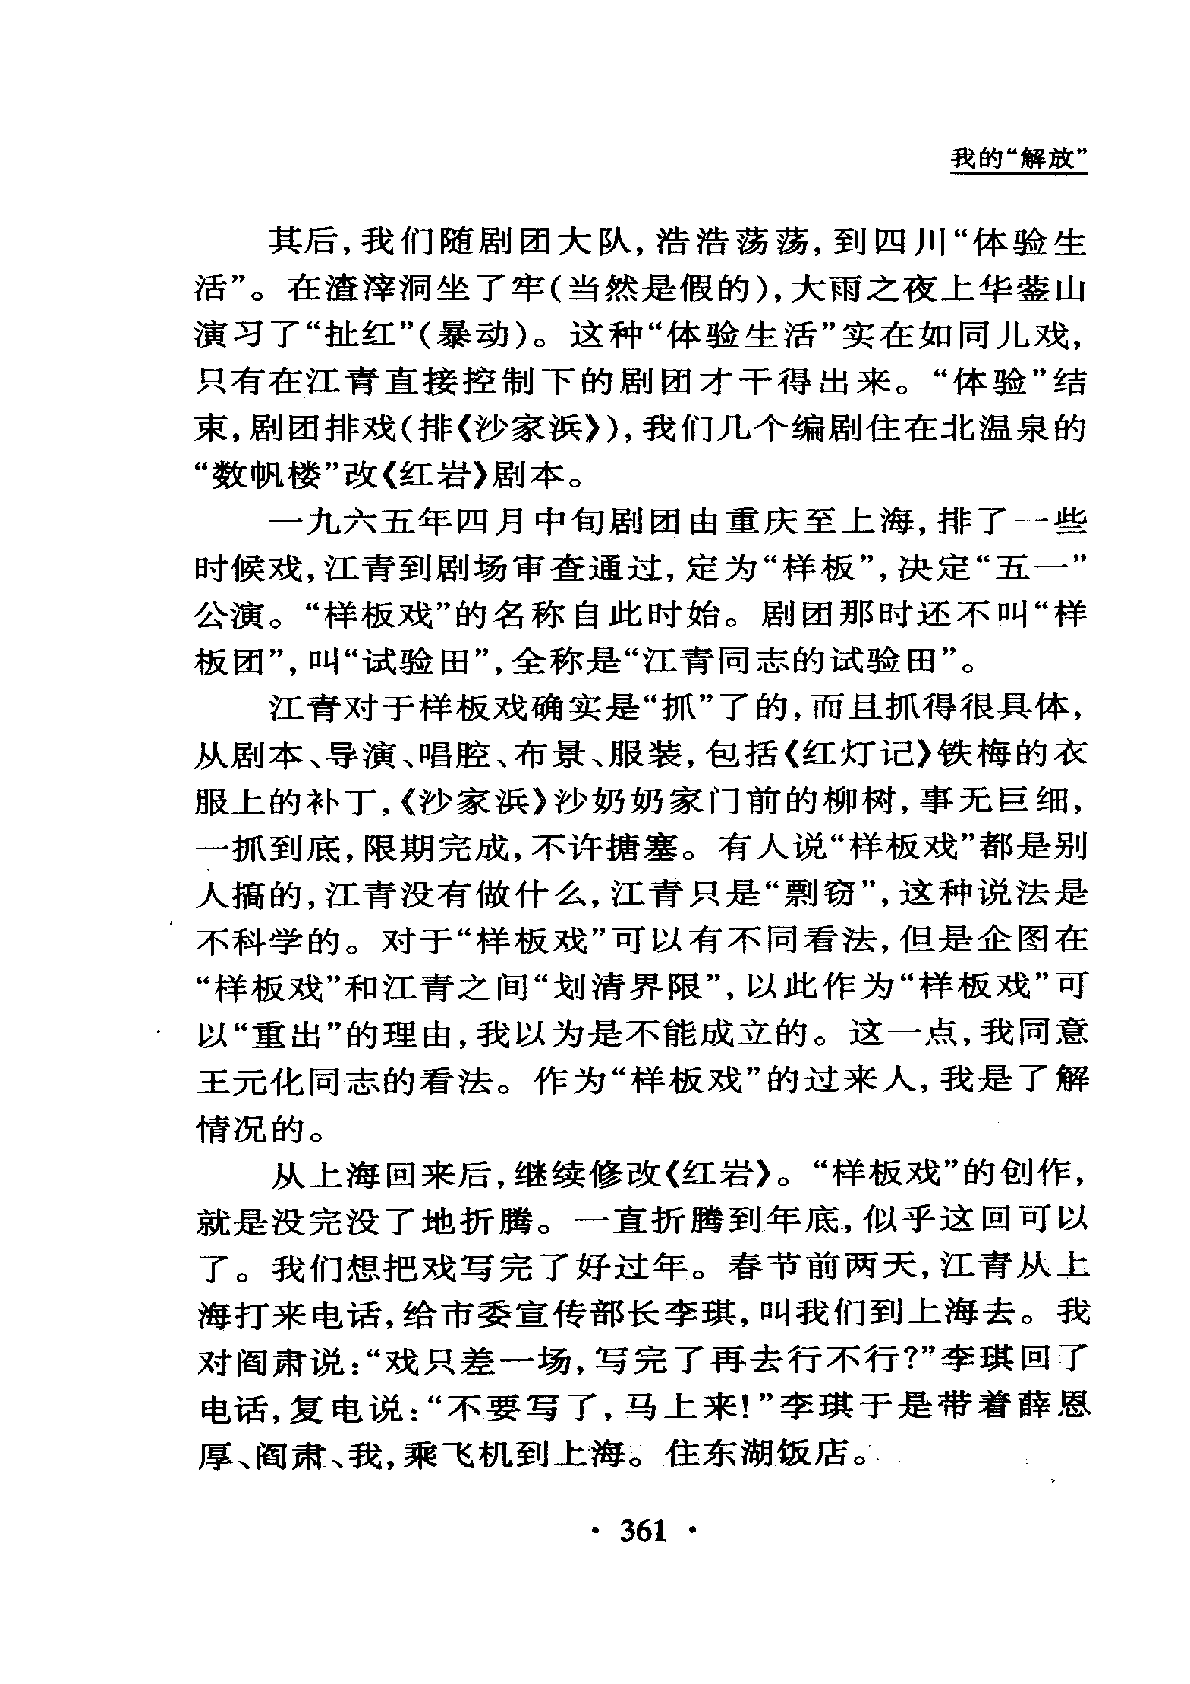 我的“解放”
其后,我们随剧团大队,浩浩荡荡,到四川“体验生
活”。在渣滓洞坐了牢(当然是假的),大雨之夜上华蓥山
演习了“扯红”(暴动)。这种“体验生活”实在如同儿戏,
只有在江青直接控制下的剧团才干得出来。“体验”结
束,剧团排戏(排《沙家浜》),我们几个编剧住在北温泉的
“数帆楼”改《红岩》剧本。
一九六五年四月中旬剧团由重庆至上海,排了一些
时候戏,江青到剧场审查通过,定为“样板”,决定“五一”
公演。“样板戏”的名称自此时始。剧团那时还不叫“样
板团”,叫“试验田”,全称是“江青同志的试验田”。
江青对于样板戏确实是“抓”了的,而且抓得很具体,
从剧本、导演、唱腔、布景、服装,包括《红灯记》铁梅的衣
服上的补丁,《沙家浜》沙奶奶家门前的柳树,事无巨细,
一抓到底,限期完成,不许搪塞。有人说“样板戏”都是别
人搞的,江青没有做什么,江青只是“剽窃”,这种说法是
不科学的。对于“样板戏”可以有不同看法,但是企图在
“样板戏”和江青之间“划清界限”,以此作为“样板戏”可
以“重出”的理由,我以为是不能成立的。这一点,我同意
王元化同志的看法。作为“样板戏”的过来人,我是了解
情况的。
从上海回来后,继续修改《红岩》。“样板戏”的创作,
就是没完没了地折腾。一直折腾到年底,似乎这回可以
了。我们想把戏写完了好过年。春节前两天,江青从上
海打来电话,给市委宣传部长李琪,叫我们到上海去。我
对阎肃说:“戏只差一场,写完了再去行不行?”李琪回了
电话,复电说:“不要写了,马上来!”李琪于是带着薛恩
厚、阎肃、我,乘飞机到上海。住东湖饭店。
· 361 ·